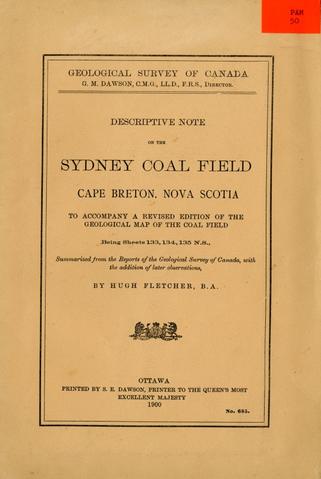 PAM
50
GEOLOGICAL SURVEY OF CANADA
G. M. DAWSON, C.M.G., LL.D., F.R.S., DIRECTOR.
DESCRIPTIVE NOTE
ON THE
SYDNEY COAL FIELD
CAPE BRETON, NOVA SCOTIA
TO ACCOMPANY A REVISED EDITION OF THE
GEOLOGICAL MAP OF THE COAL FIELD
Being Sheets 133, 134, 135 N.S.,
Summarized from the Reports of the Geological Survey of Canada, with
the addition of later observations,
BY HUGH FLETCHER, B.A.
OTTAWA
PRINTED BY S. E. DAWSON, PRINTER TO THE QUEEN'S MOST
EXCELLENT MAJESTY
1900
No. 685.